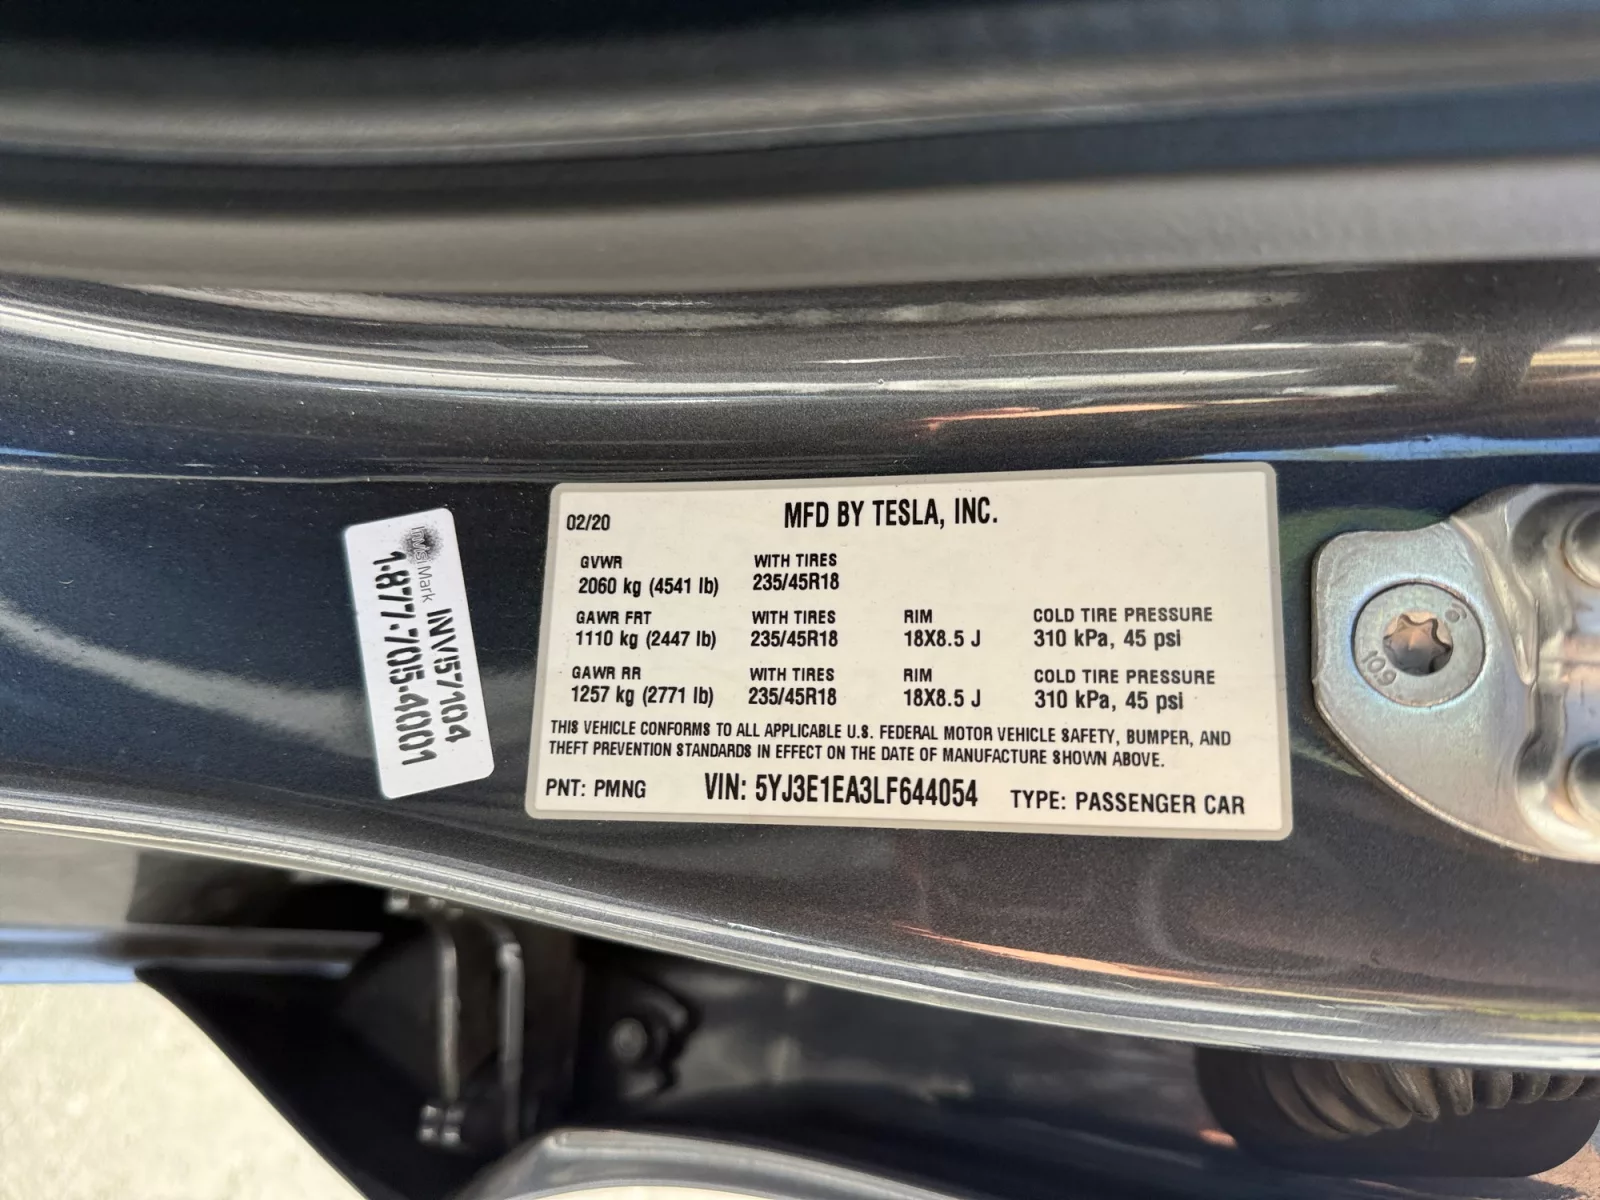 InvisiMark
INV1571104
1-877-705-4001
02/20
MFD BY TESLA, INC.
GVWR
2060 kg (4541 lb)
WITH TIRES
235/45R18
GAWR FRT
1110 kg (2447 lb)
WITH TIRES
235/45R18
RIM
18X8.5 J
COLD TIRE PRESSURE
310 kPa, 45 psi
GAWR RR
1257 kg (2771 lb)
WITH TIRES
235/45R18
RIM
18X8.5 J
COLD TIRE PRESSURE
310 kPa, 45 psi
THIS VEHICLE CONFORMS TO ALL APPLICABLE U.S. FEDERAL MOTOR VEHICLE SAFETY, BUMPER, AND
THEFT PREVENTION STANDARDS IN EFFECT ON THE DATE OF MANUFACTURE SHOWN ABOVE.
PNT: PMNG
VIN: 5YJ3E1EA3LF644054
TYPE: PASSENGER CAR
10.9